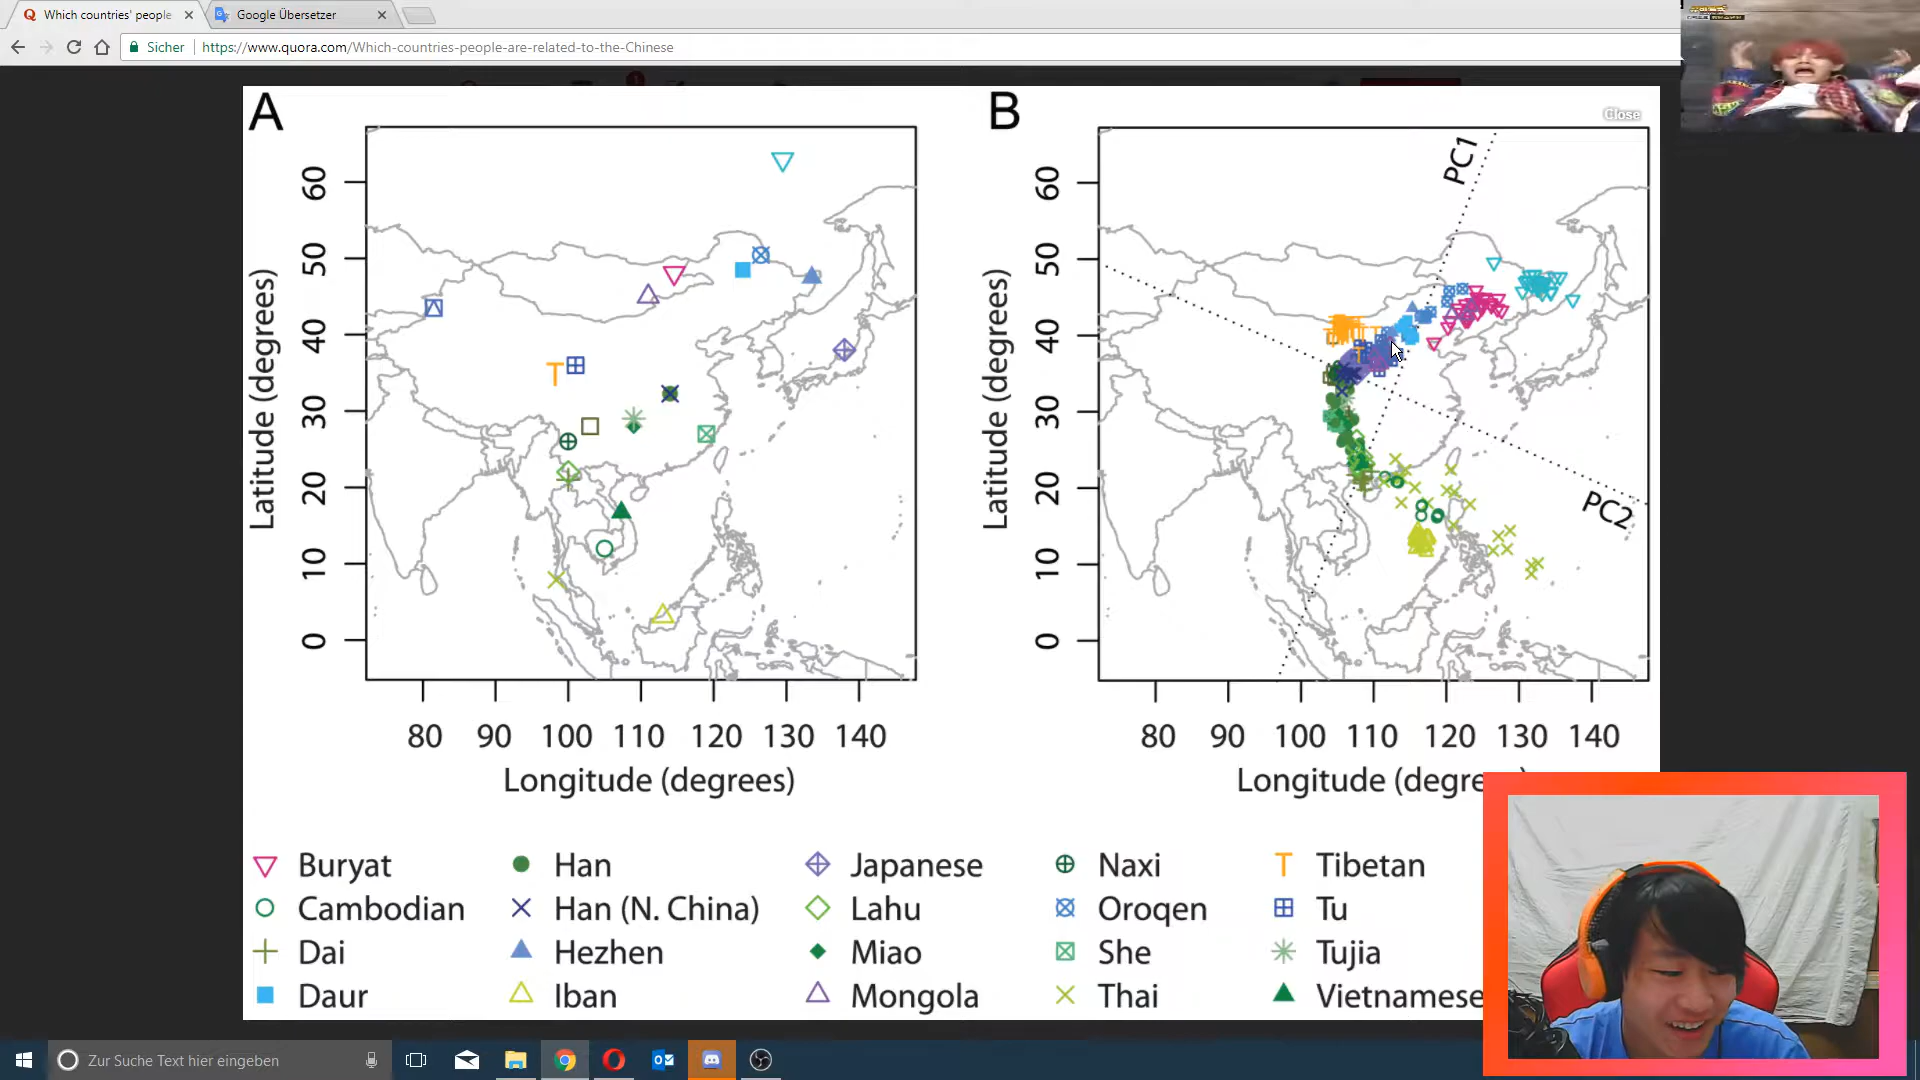 Which countries' people
Google Übersetzer
Sicher
https://www.quora.com/Which-countries-people-are-related-to-the-Chinese
1
A
B
Close
PC1
PC2
60
50
40
30
20
10
0
Latitude (degrees)
80 90 100 110 120 130 140
Longitude (degrees)
60
50
40
30
20
10
0
Latitude (degrees)
80 90 100 110 120 130 140
Longitude (degre
T
Buryat Han Japanese Naxi T Tibetan
Cambodian Han (N. China) Lahu Oroqen Tu
Dai Hezhen Miao She Tujia
Daur Iban Mongola Thai Vietnamese
Zur Suche Text hier eingeben